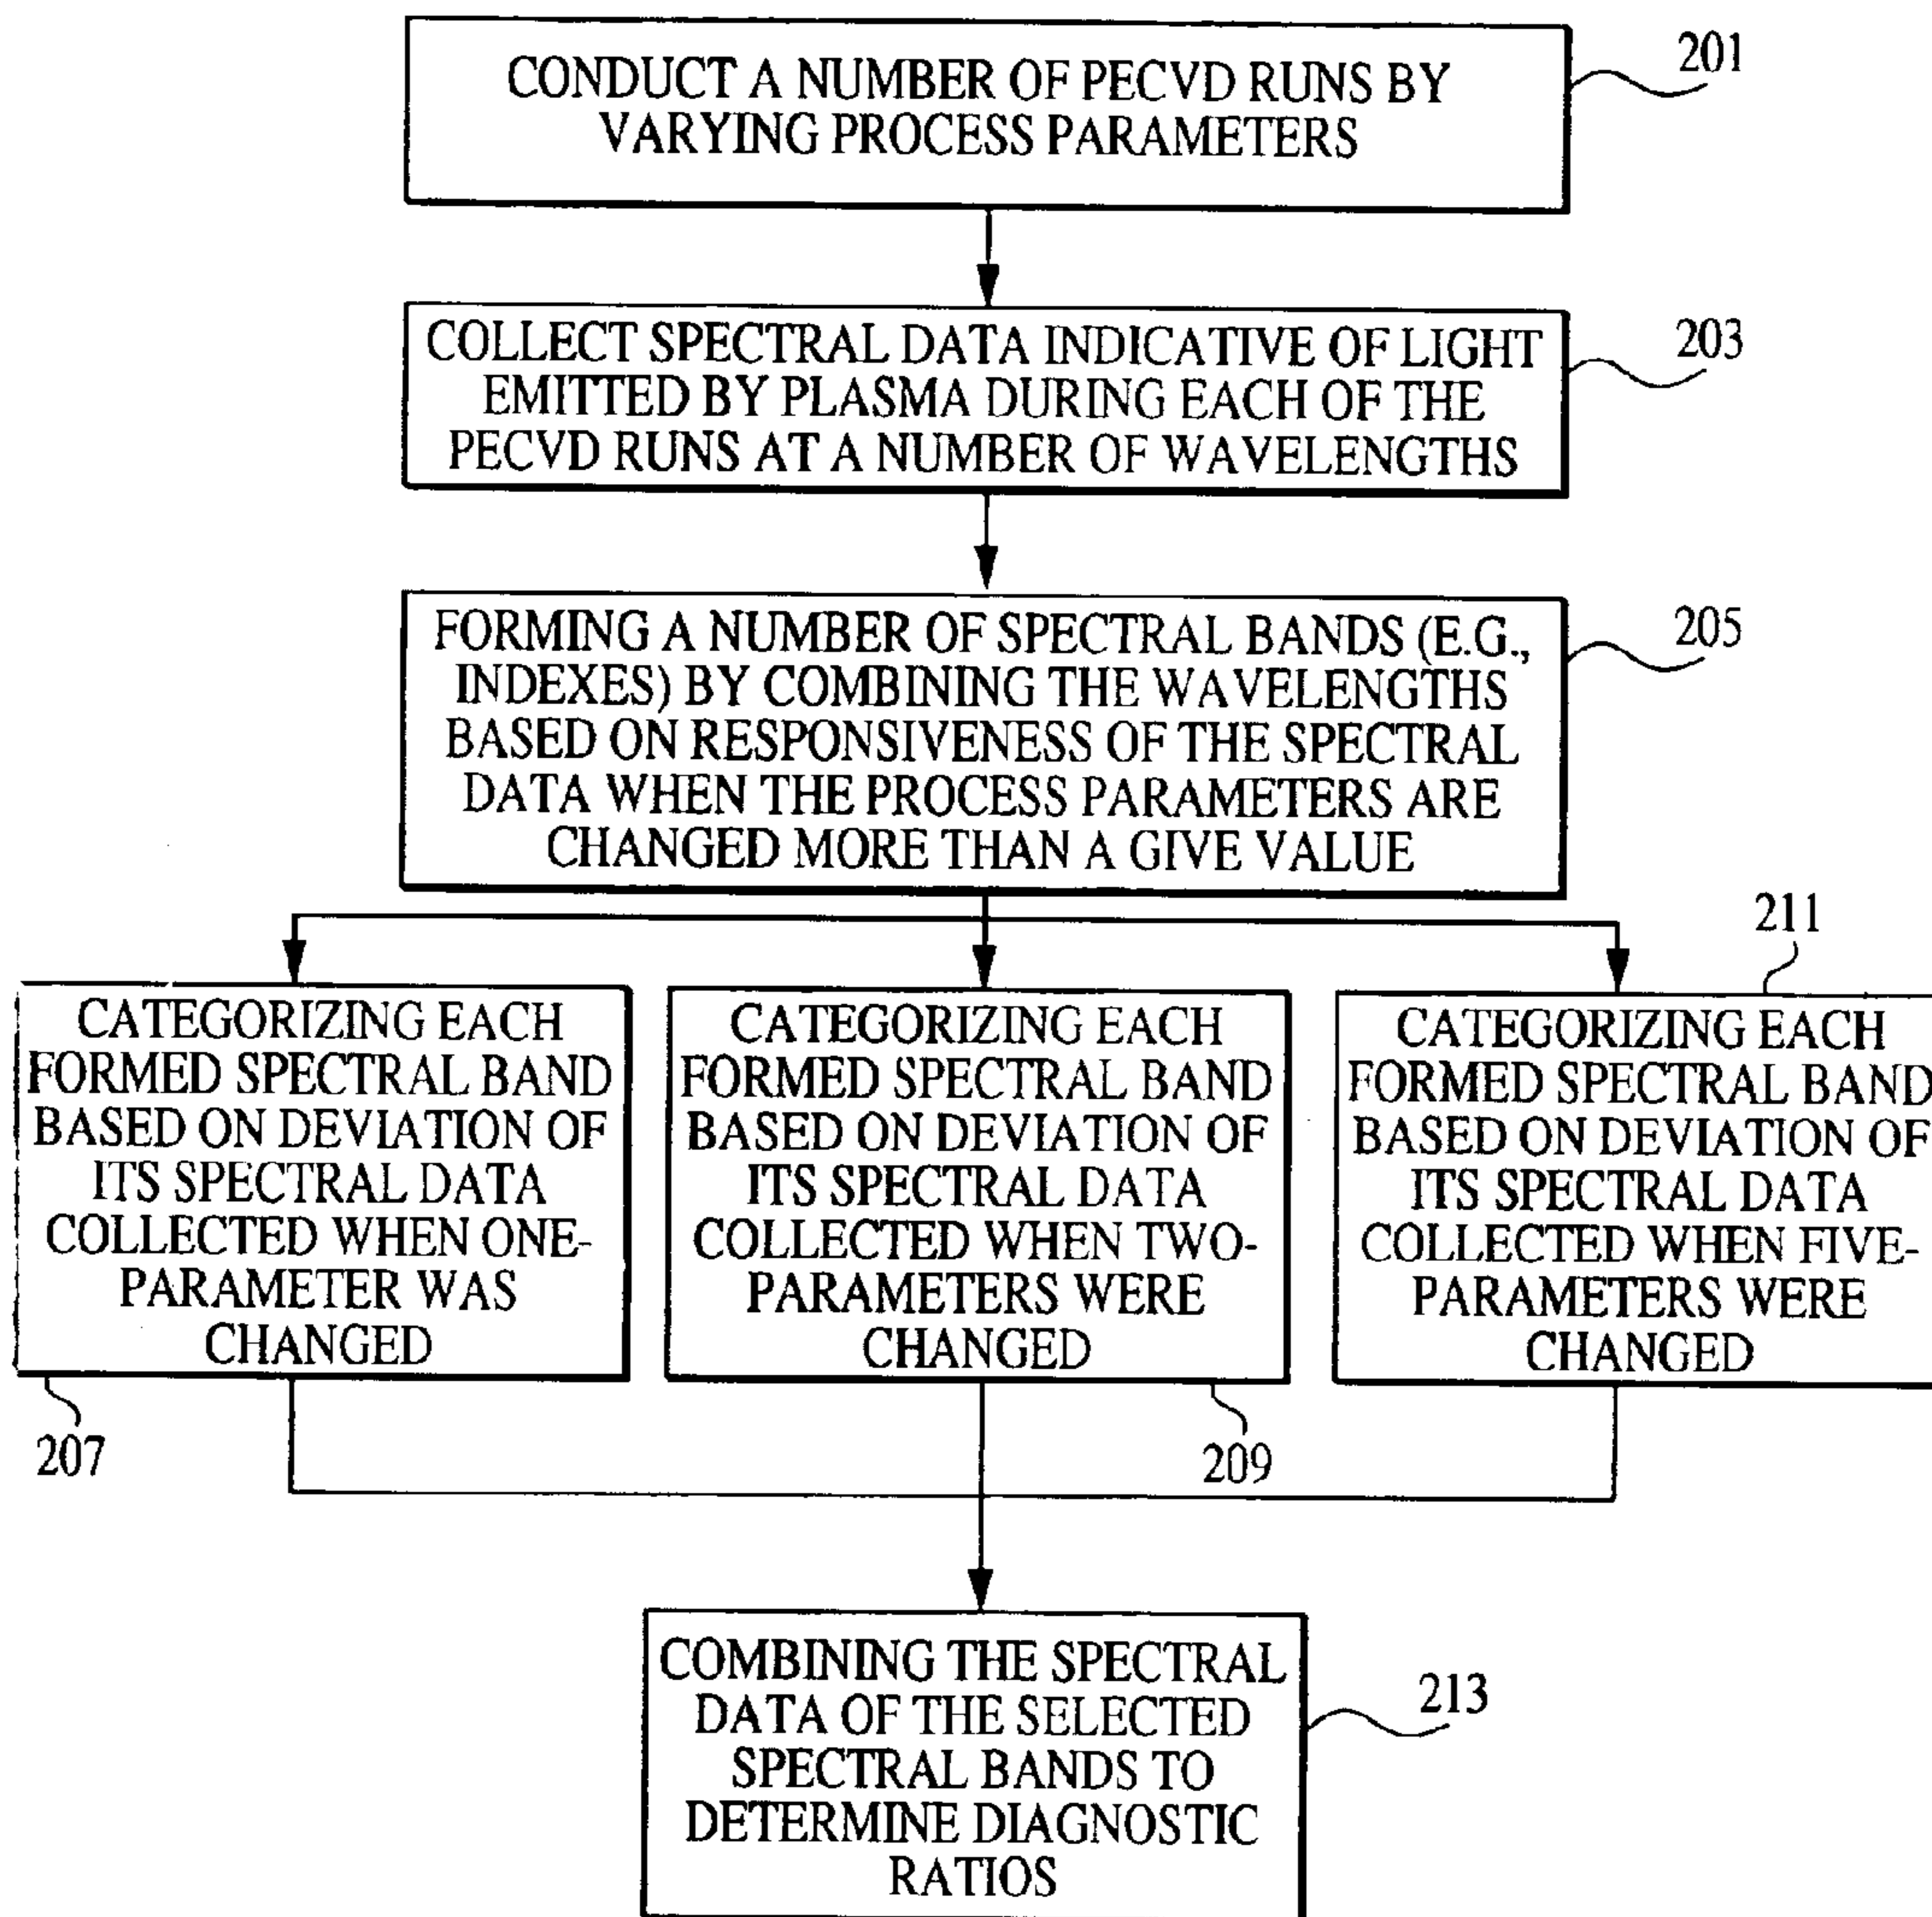 CONDUCT A NUMBER OF PECVD RUNS BY
VARYING PROCESS PARAMETERS
201
COLLECT SPECTRAL DATA INDICATIVE OF LIGHT
EMITTED BY PLASMA DURING EACH OF THE
PECVD RUNS AT A NUMBER OF WAVELENGTHS
203
FORMING A NUMBER OF SPECTRAL BANDS (E.G.,
INDEXES) BY COMBINING THE WAVELENGTHS
BASED ON RESPONSIVENESS OF THE SPECTRAL
DATA WHEN THE PROCESS PARAMETERS ARE
CHANGED MORE THAN A GIVE VALUE
205
CATEGORIZING EACH
FORMED SPECTRAL BAND
BASED ON DEVIATION OF
ITS SPECTRAL DATA
COLLECTED WHEN ONE-
PARAMETER WAS
CHANGED
207
CATEGORIZING EACH
FORMED SPECTRAL BAND
BASED ON DEVIATION OF
ITS SPECTRAL DATA
COLLECTED WHEN TWO-
PARAMETERS WERE
CHANGED
209
211
CATEGORIZING EACH
FORMED SPECTRAL BAND
BASED ON DEVIATION OF
ITS SPECTRAL DATA
COLLECTED WHEN FIVE-
PARAMETERS WERE
CHANGED
COMBINING THE SPECTRAL
DATA OF THE SELECTED
SPECTRAL BANDS TO
DETERMINE DIAGNOSTIC
RATIOS
213